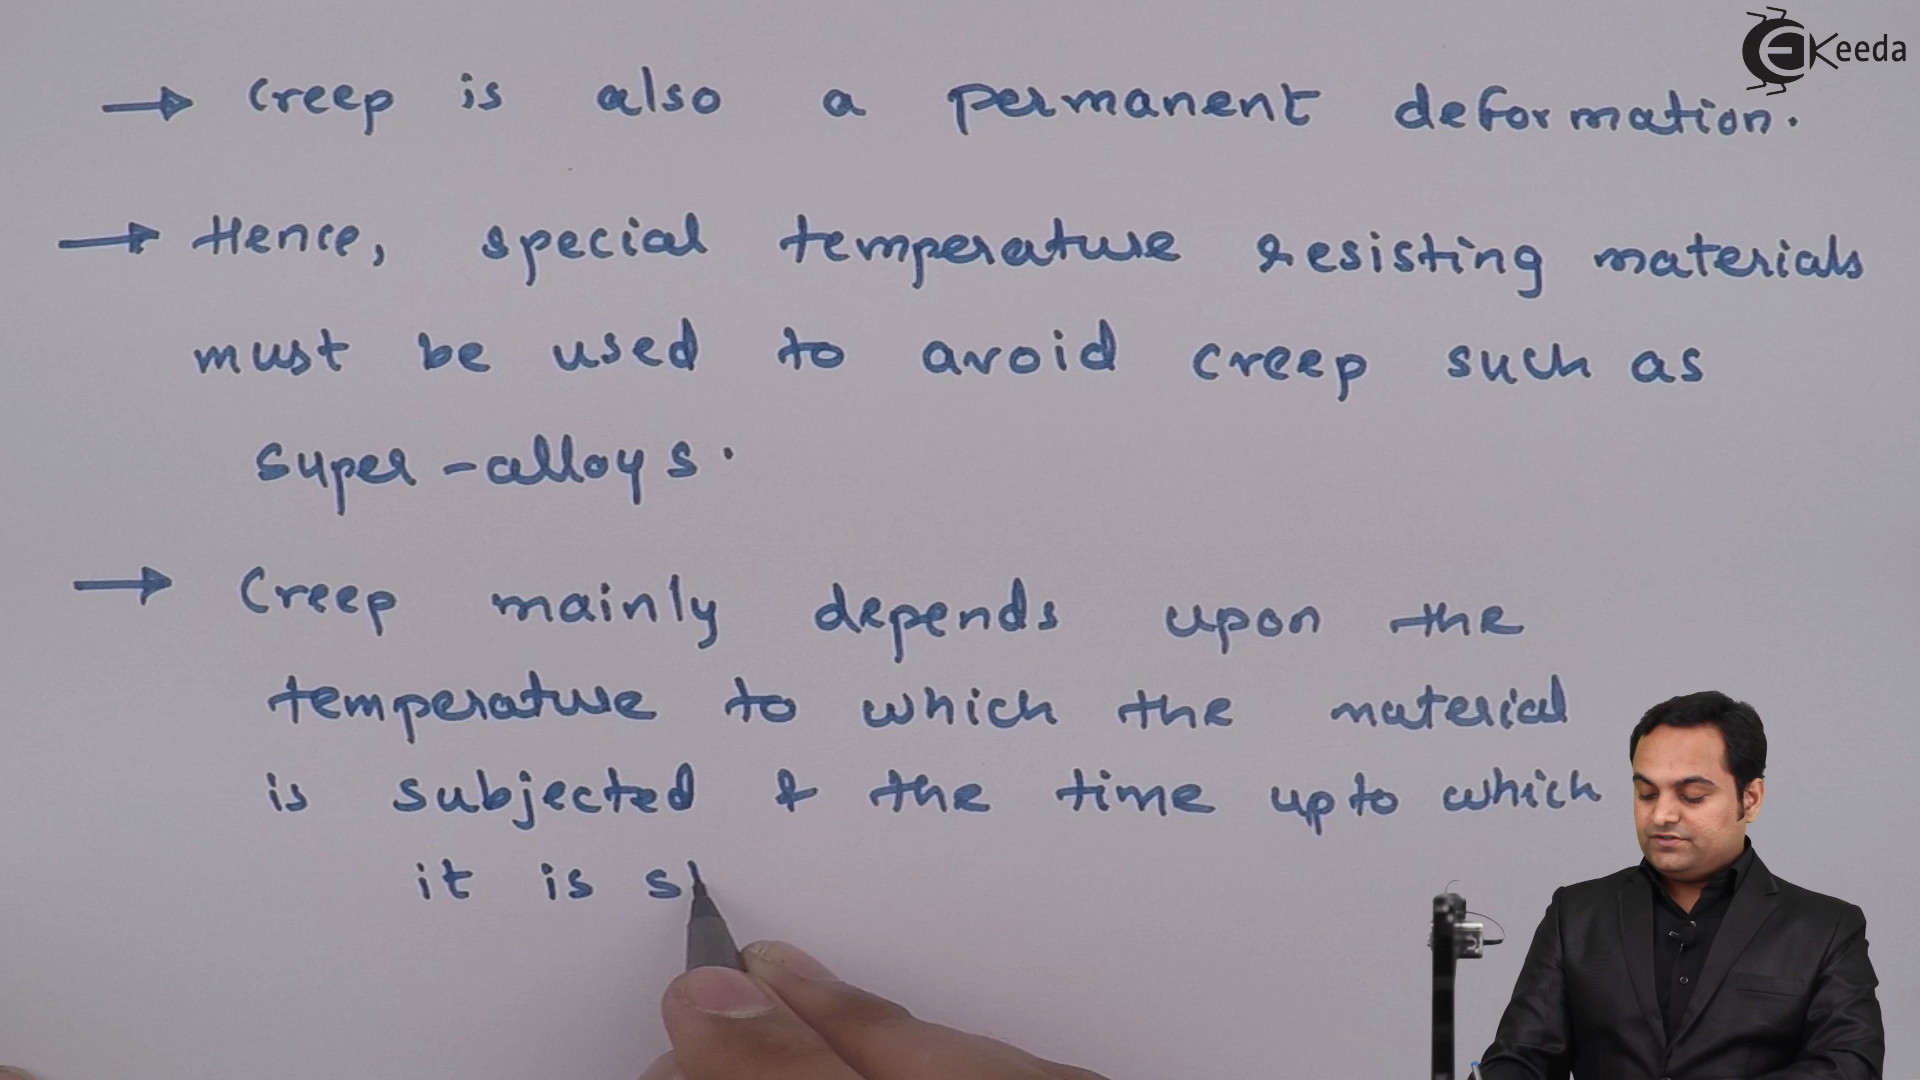 Keeda
→ Creep is also a permanent deformation.
→ Hence, special temperature resisting materials
must be used to avoid creep such as
super-alloys.
→ Creep mainly depends upon the
temperature to which the material
is subjected & the time upto which
it is